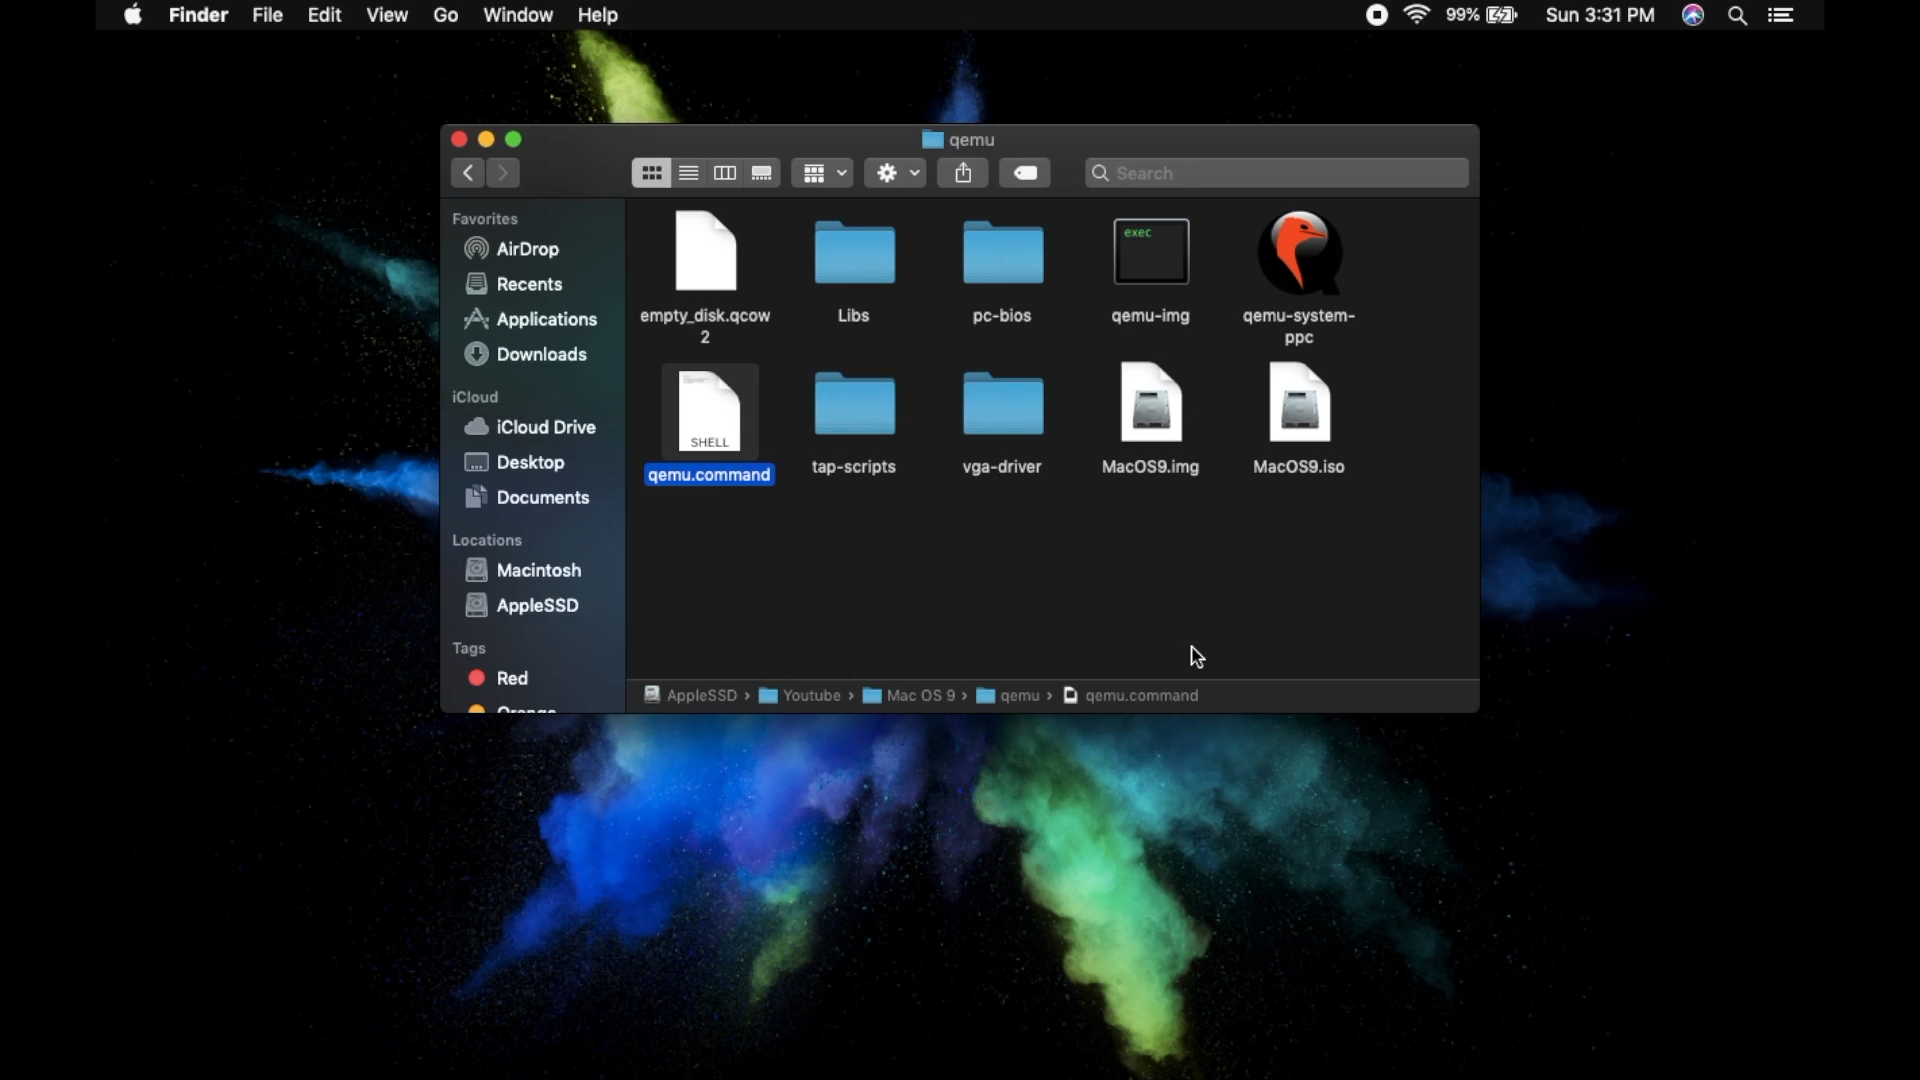 Finder File Edit View Go Window Help 99% Sun 3:31 PM
qemu
Search
Favorites
AirDrop
Recents
Applications
Downloads
iCloud
iCloud Drive
Desktop
Documents
Locations
Macintosh
AppleSSD
Tags
Red
Orange
empty_disk.qcow
2
Libs
pc-bios
exec
qemu-img
qemu-system-
ppc
SHELL
qemu.command
tap-scripts
vga-driver
MacOS9.img
MacOS9.iso
AppleSSD › Youtube › Mac OS 9 › qemu › qemu.command